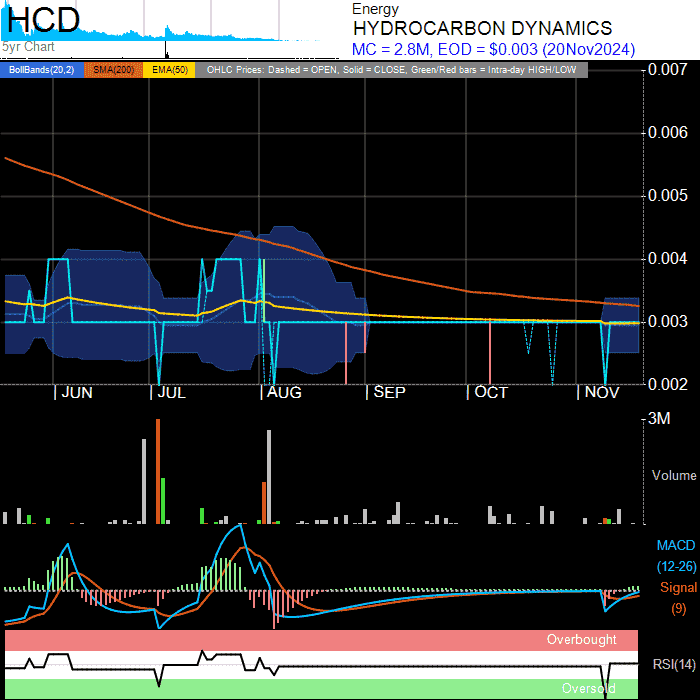 HCD
5yr Chart
Energy
HYDROCARBON DYNAMICS
MC = 2.8M, EOD = $0.003 (20Nov2024)
BollBands(20,2) SMA(200) EMA(50) OHLC Prices: Dashed = OPEN, Solid = CLOSE, Green/Red bars = Intra-day HIGH/LOW
0.007
0.006
0.005
0.004
0.003
0.002
JUN JUL AUG SEP OCT NOV
3M
Volume
MACD
(12-26)
Signal
(9)
Overbought
RSI(14)
Oversold